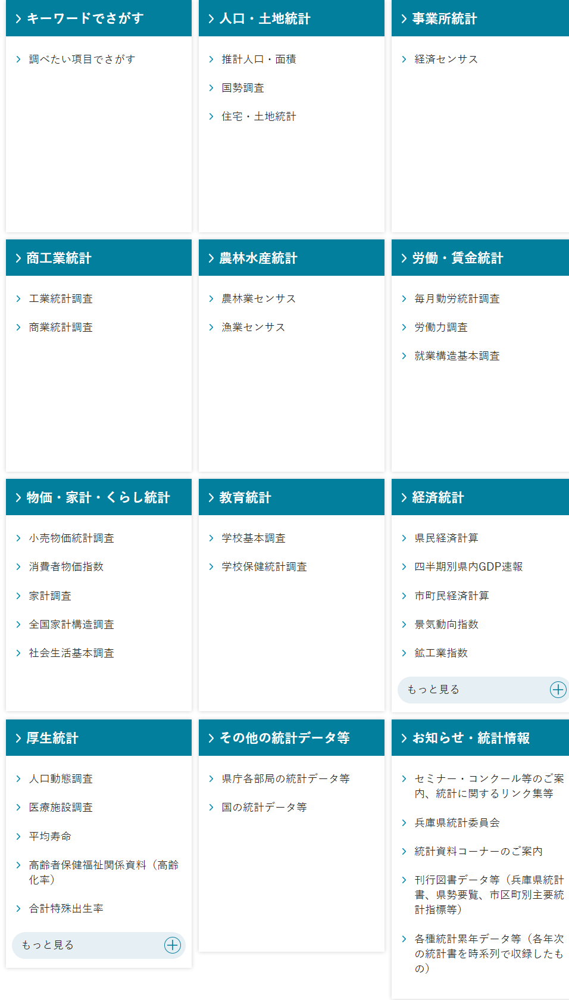 キーワードでさがす
調べたい項目でさがす
人口・土地統計
推計人口・面積
国勢調査
住宅・土地統計
事業所統計
経済センサス
商工業統計
工業統計調査
商業統計調査
農林水産統計
農林業センサス
漁業センサス
労働・賃金統計
毎月勤労統計調査
労働力調査
就業構造基本調査
物価・家計・くらし統計
小売物価統計調査
消費者物価指数
家計調査
全国家計構造調査
社会生活基本調査
教育統計
学校基本調査
学校保健統計調査
経済統計
県民経済計算
四半期別県内GDP速報
市町民経済計算
景気動向指数
鉱工業指数
もっと見る
厚生統計
人口動態調査
医療施設調査
平均寿命
高齢者保健福祉関係資料（高齢
化率）
合計特殊出生率
もっと見る
その他の統計データ等
県庁各部局の統計データ等
国の統計データ等
お知らせ・統計情報
セミナー・コンクール等のご案
内、統計に関するリンク集等
兵庫県統計委員会
統計資料コーナーのご案内
刊行図書データ等（兵庫県統計
書、県勢要覧、市区町別主要統
計指標等）
各種統計累年データ等（各年次
の統計書を時系列で収録したも
の）